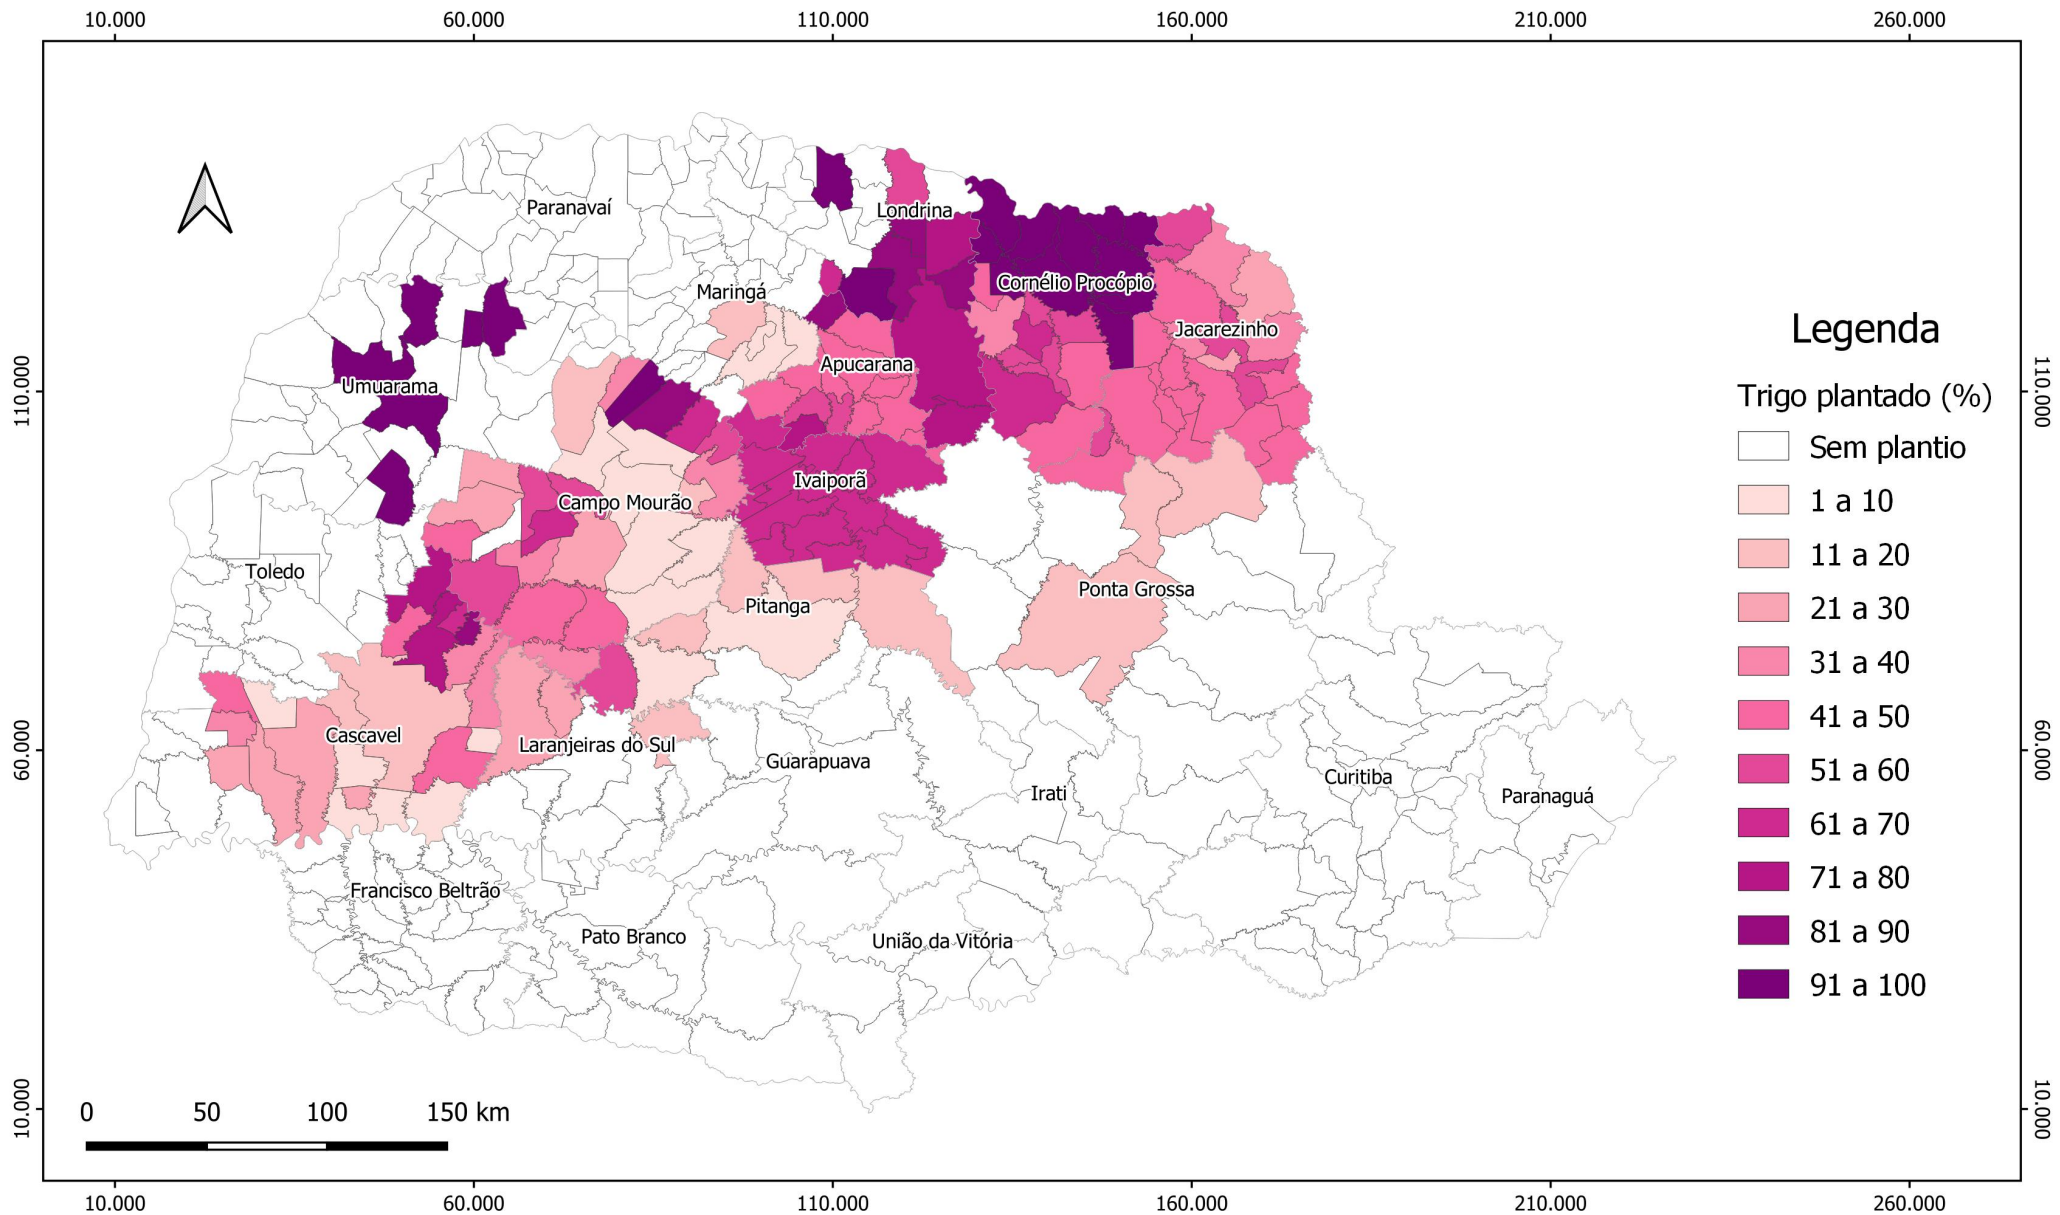 10.000 60.000 110.000 160.000 210.000 260.000
Paranavaí
Londrina
Cornélio Procópio
Maringá
Jacarezinho
Legenda
Apucarana
Umuarama
110.000 110.000
Trigo plantado (%)
Sem plantio
Ivaiporã
Campo Mourão
1 a 10
11 a 20
Toledo
Ponta Grossa
Pitanga
21 a 30
31 a 40
41 a 50
Cascavel
Laranjeiras do Sul
60.000 60.000
Guarapuava
51 a 60
Curitiba
Irati
Paranaguá
61 a 70
71 a 80
Francisco Beltrão
81 a 90
Pato Branco
União da Vitória
91 a 100
10.000 10.000
0 50 100 150 km
10.000 60.000 110.000 160.000 210.000 260.000